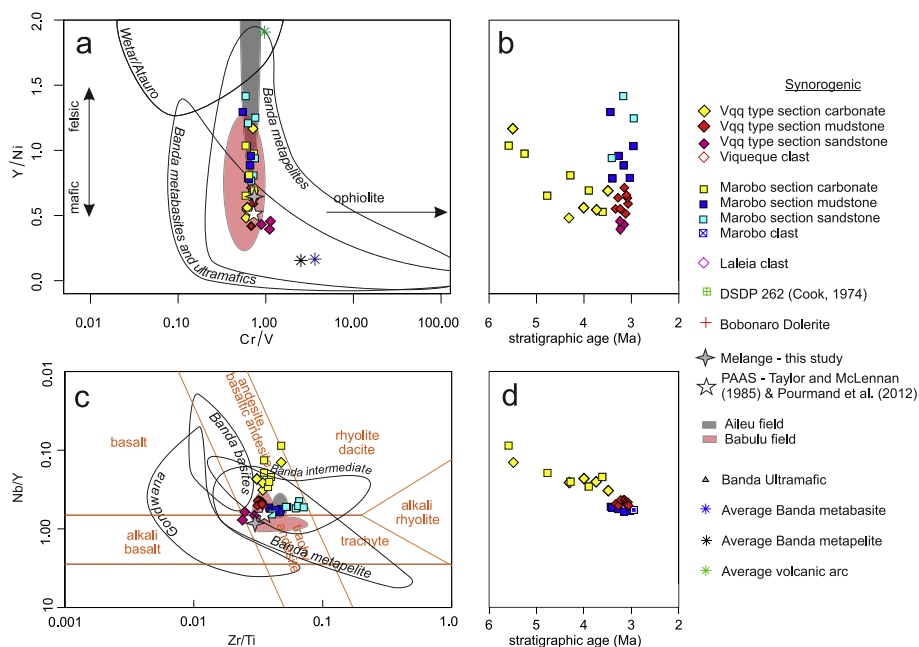 a
2.0
1.5
1.0
0.5
0.0
Y/Ni
felsic
mafic
Wetar/Atauro
Banda metabasites and ultramafics
Banda metapelites
ophiolite
0.01
0.10
1.00
10.00
100.00
Cr/V
b
6
5
4
3
2
stratigraphic age (Ma)
c
0.01
0.10
1.00
10
Nb/Y
basalt
alkali
basalt
Gondwana
Banda basites
andesite
basaltic andesite
rhyolite
dacite
Banda intermediate
alkali
rhyolite
trachyte
trachy
andesite
Banda metapelite
0.001
0.01
0.1
1.0
Zr/Ti
d
6
5
4
3
2
stratigraphic age (Ma)
Synorogenic
Vqq type section carbonate
Vqq type section mudstone
Vqq type section sandstone
Viqueque clast
Marobo section carbonate
Marobo section mudstone
Marobo section sandstone
Marobo clast
Laleia clast
DSDP 262 (Cook, 1974)
Bobonaro Dolerite
Melange - this study
PAAS - Taylor and McLennan
(1985) & Pourmand et al. (2012)
Aileu field
Babulu field
Banda Ultramafic
Average Banda metabasite
Average Banda metapelite
Average volcanic arc